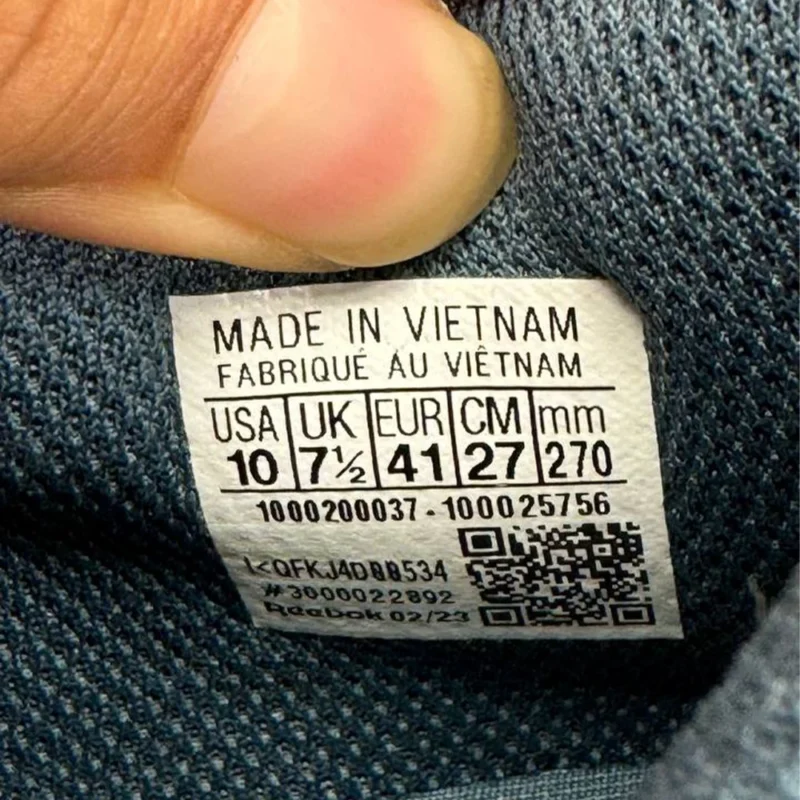 MADE IN VIETNAM
FABRIQUÉ AU VIÊTNAM
USA UK EUR CM mm
10 7½ 41 27 270
1000200037-100025756
#3000022892
Reebok 02/23